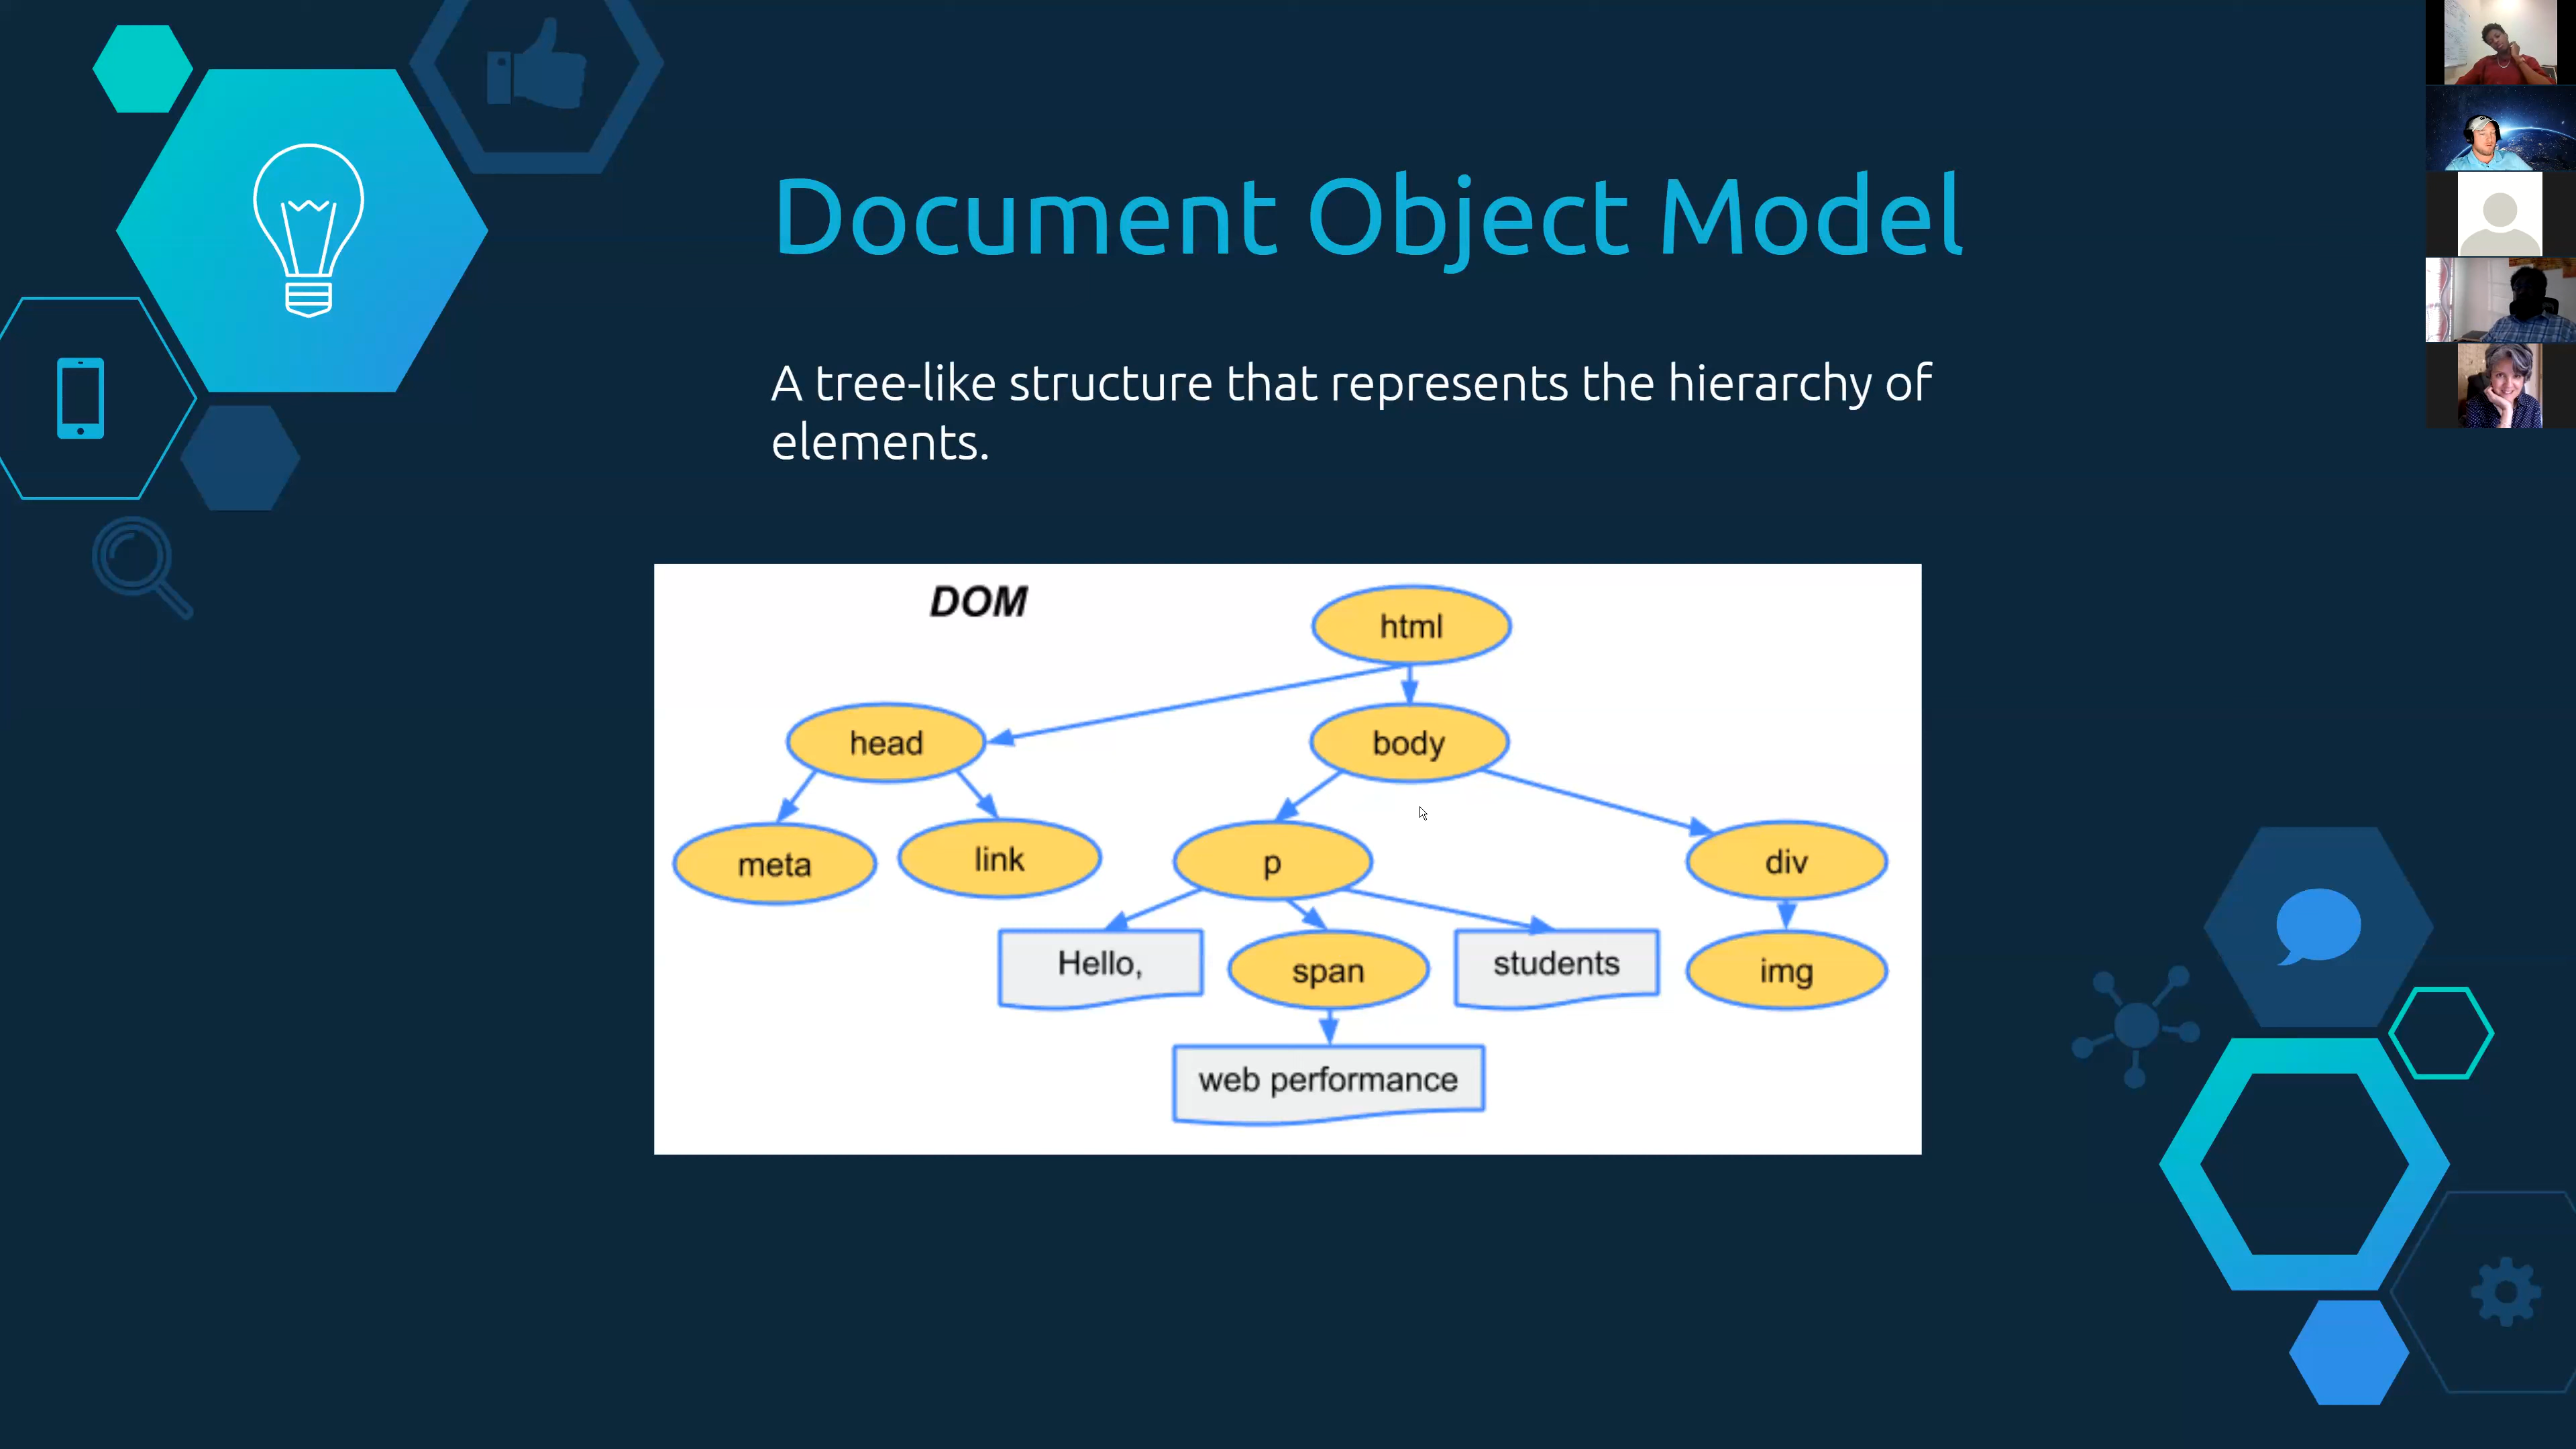 Document Object Model
A tree-like structure that represents the hierarchy of
elements.
DOM
html
head
body
meta
link
p
div
Hello,
span
students
img
web performance